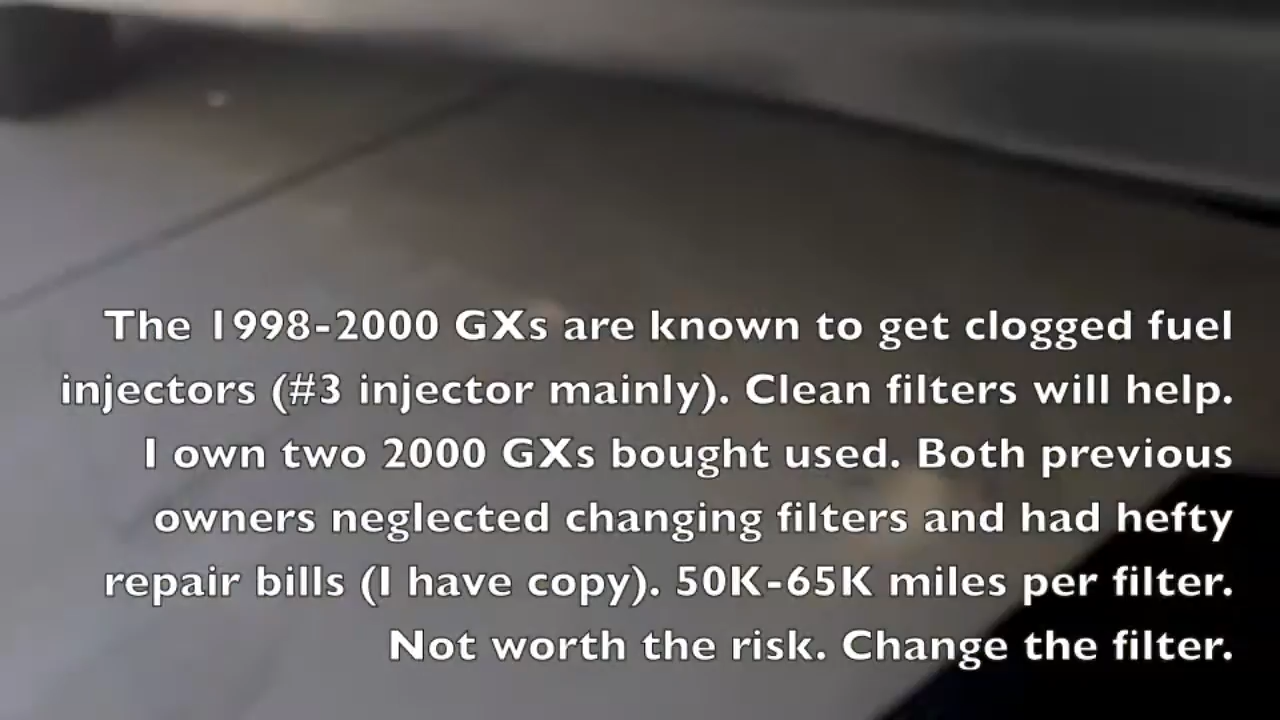 The 1998-2000 GXs are known to get clogged fuel
injectors (#3 injector mainly). Clean filters will help.
I own two 2000 GXs bought used. Both previous
owners neglected changing filters and had hefty
repair bills (I have copy). 50K-65K miles per filter.
Not worth the risk. Change the filter.